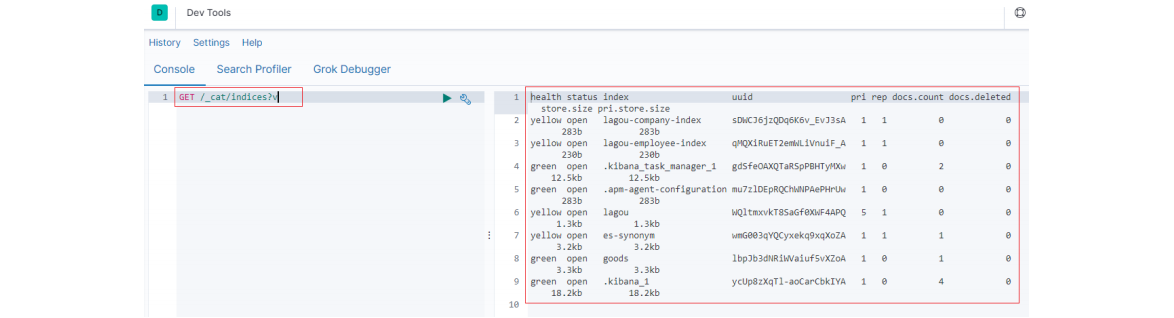 D Dev Tools
History Settings Help
Console Search Profiler Grok Debugger
1 GET /_cat/indices?v
1 health status index uuid pri rep docs.count docs.deleted
store.size pri.store.size
2 yellow open lagou-company-index sDWCJ6jzQDq6K6v_EvJ3sA 1 1 0 0
283b 283b
3 yellow open lagou-employee-index qMQXiRuET2emWLiVnuiF_A 1 1 0 0
230b 230b
4 green open .kibana_task_manager_1 gdSfeOAXQTaRSpPBHTyMXw 1 0 2 0
12.5kb 12.5kb
5 green open .apm-agent-configuration mu7zlDEpRQChWNPAePHrUw 1 0 0 0
283b 283b
6 yellow open lagou WQltmxvkT8SaGf0XWF4APQ 5 1 0 0
1.3kb 1.3kb
7 yellow open es-synonym wmG003qYQCyxekq9xqXoZA 1 1 1 0
3.2kb 3.2kb
8 green open goods lbpJb3dNRiWVaiuf5vXZoA 1 0 1 0
3.3kb 3.3kb
9 green open .kibana_1 ycUp8zXqTl-aoCarCbkIYA 1 0 4 0
18.2kb 18.2kb
10